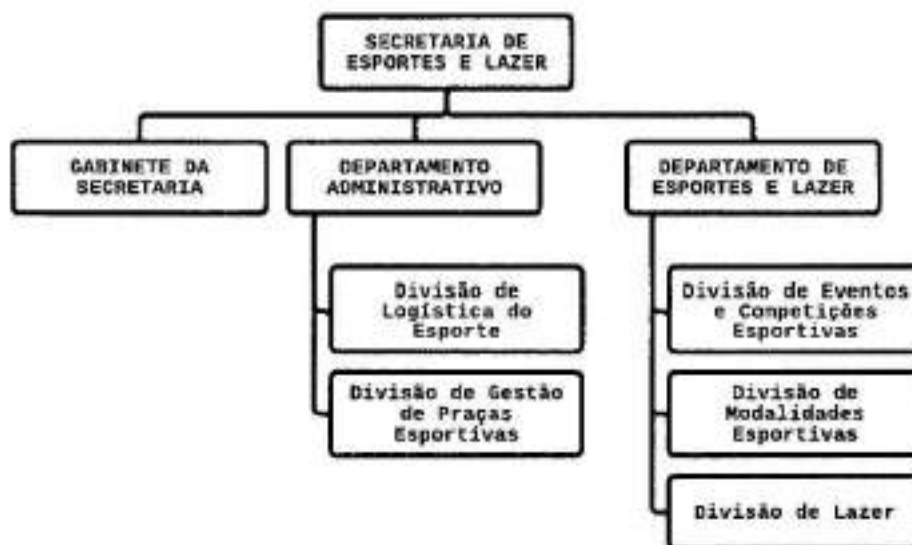 SECRETARIA DE
ESPORTES E LAZER
GABINETE DA
SECRETARIA
DEPARTAMENTO
ADMINISTRATIVO
DEPARTAMENTO DE
ESPORTES E LAZER
Divisão de
Logística do
Esporte
Divisão de Gestão
de Praças
Esportivas
Divisão de Eventos
e Competições
Esportivas
Divisão de
Modalidades
Esportivas
Divisão de Lazer